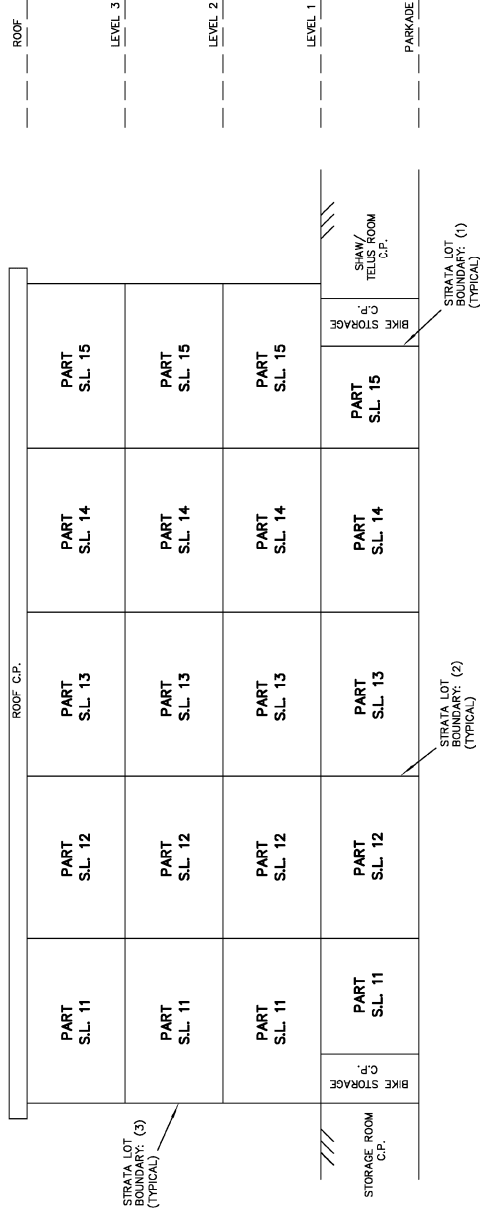 ROOF
LEVEL 3
LEVEL 2
LEVEL 1
PARKADE
ROOF C.P.
PART
S.L. 11
PART
S.L. 12
PART
S.L. 13
PART
S.L. 14
PART
S.L. 15
PART
S.L. 11
PART
S.L. 12
PART
S.L. 13
PART
S.L. 14
PART
S.L. 15
PART
S.L. 11
PART
S.L. 12
PART
S.L. 13
PART
S.L. 14
PART
S.L. 15
STORAGE ROOM
C.P.
BIKE STORAGE
C.P.
PART
S.L. 11
PART
S.L. 12
PART
S.L. 13
PART
S.L. 14
PART
S.L. 15
BIKE STORAGE
C.P.
SHAW/
TELUS ROOM
C.P.
STRATA LOT
BOUNDARY: (3)
(TYPICAL)
STRATA LOT
BOUNDARY: (2)
(TYPICAL)
STRATA LOT
BOUNDARY: (1)
(TYPICAL)